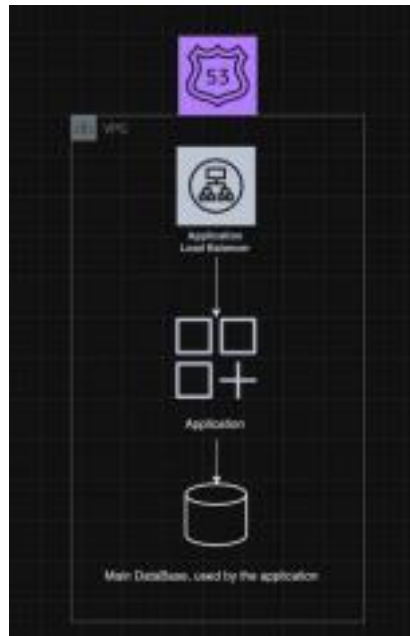 53
VPC
Application
Load Balancer
Application
Main DataBase, used by the application